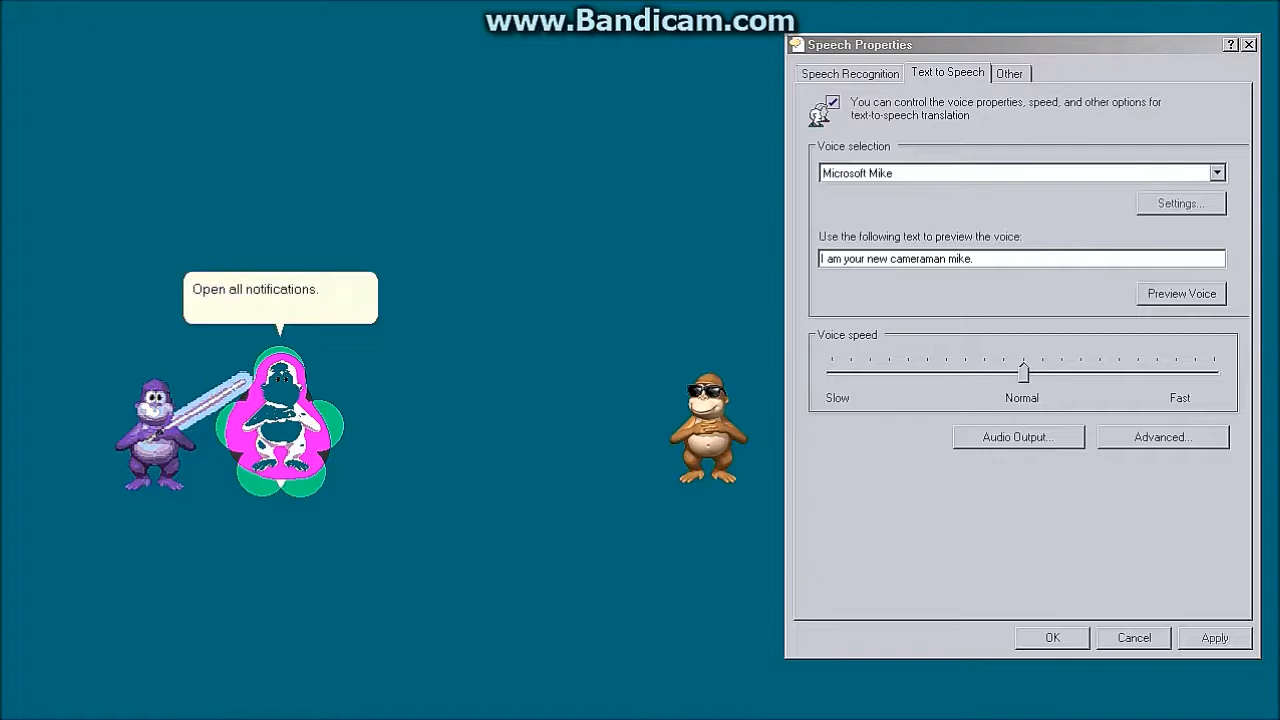 www.Bandicam.com
Speech Properties
Speech Recognition
Text to Speech
Other
You can control the voice properties, speed, and other options for
text-to-speech translation
Voice selection
Microsoft Mike
Settings...
Use the following text to preview the voice:
I am your new cameraman mike.
Preview Voice
Open all notifications.
Voice speed
Slow
Normal
Fast
Audio Output...
Advanced...
OK
Cancel
Apply